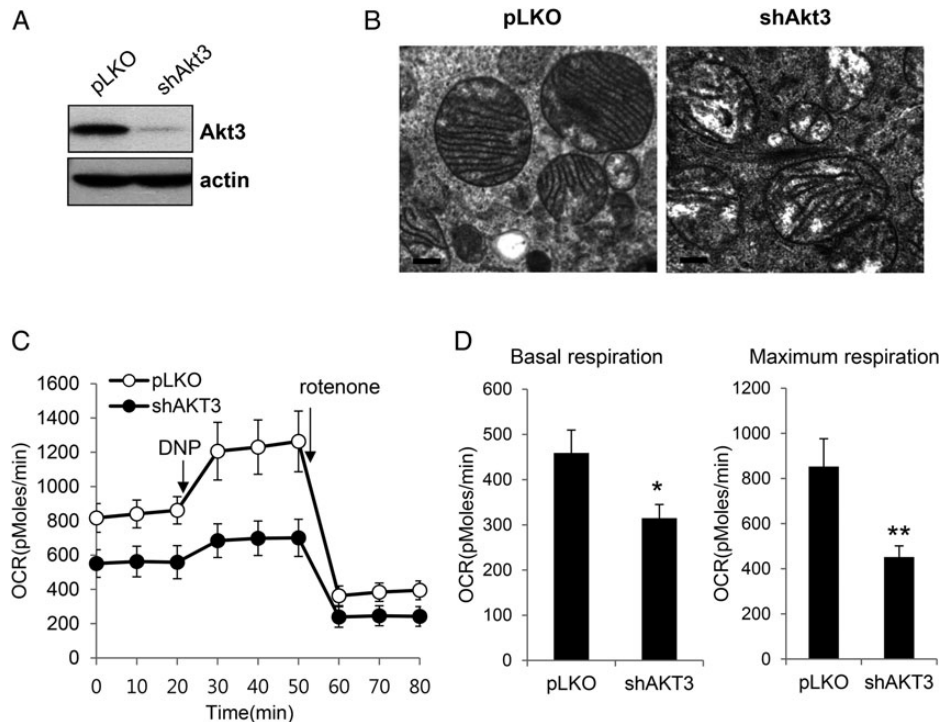 A
pLKO
shAkt3
Akt3
actin
B
pLKO
shAkt3
C
OCR(pMoles/min)
1600
1400
1200
1000
800
600
400
200
0
pLKO
shAKT3
DNP
rotenone
0 10 20 30 40 50 60 70 80
Time(min)
D
Basal respiration
OCR(pMoles/min)
600
500
400
300
200
100
0
*
pLKO shAKT3
Maximum respiration
OCR(pMoles/min)
1200
1000
800
600
400
200
0
**
pLKO shAKT3